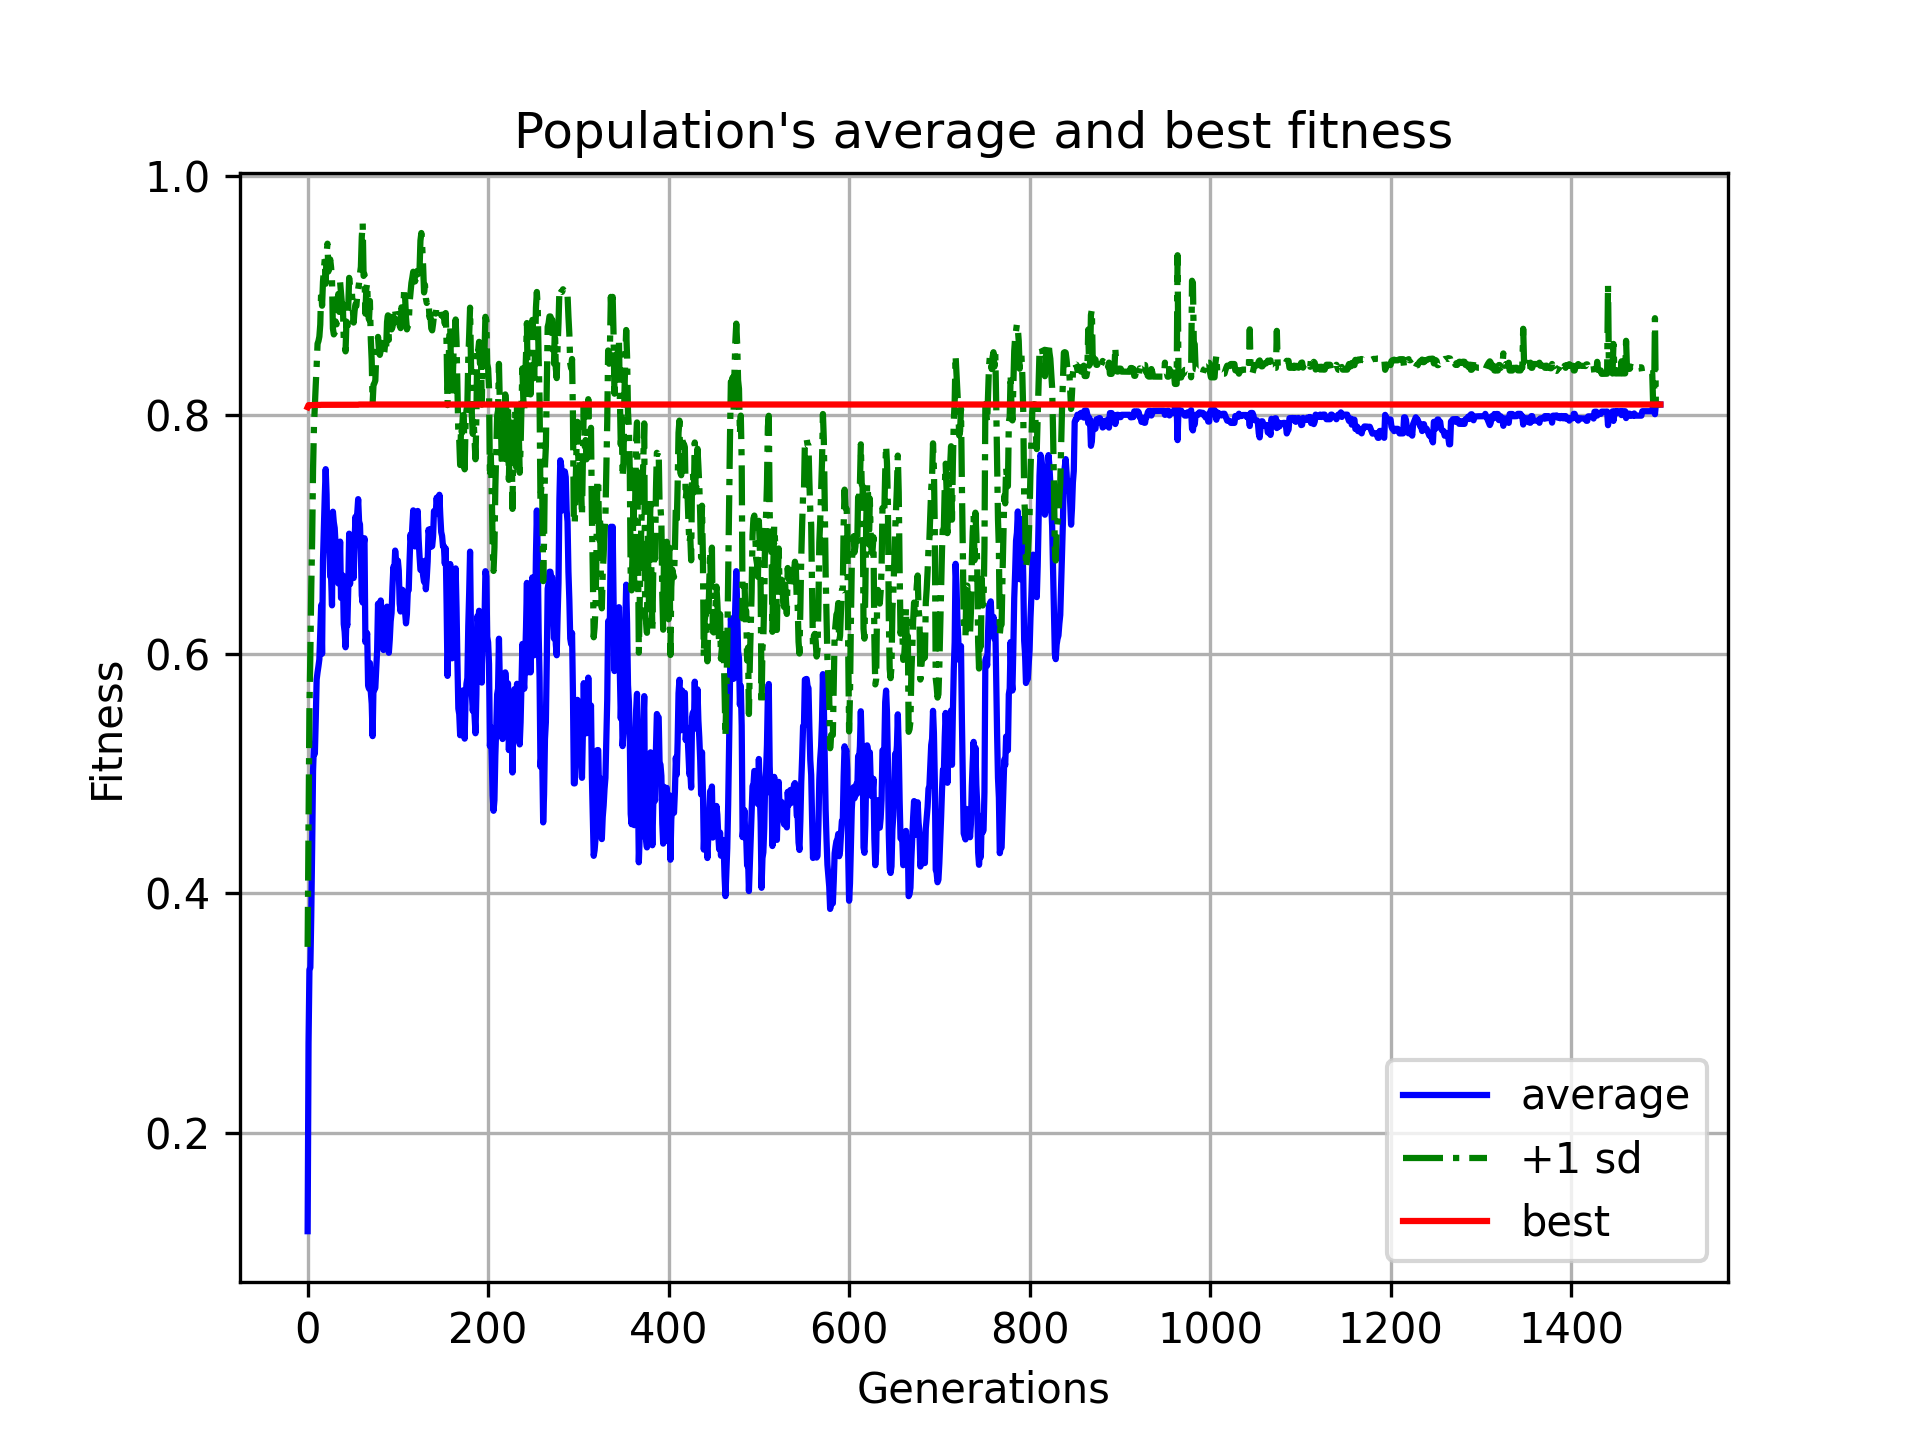 Population's average and best fitness
1.0
0.8
0.6
0.4
0.2
Fitness
0 200 400 600 800 1000 1200 1400
Generations
average
+1 sd
best